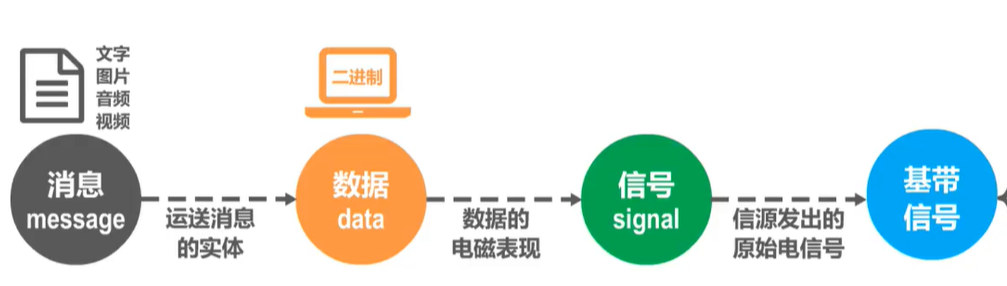 文字
图片
音频
视频
二进制
消息
message
运送消息
的实体
数据
data
数据的
电磁表现
信号
signal
信源发出的
原始电信号
基带
信号